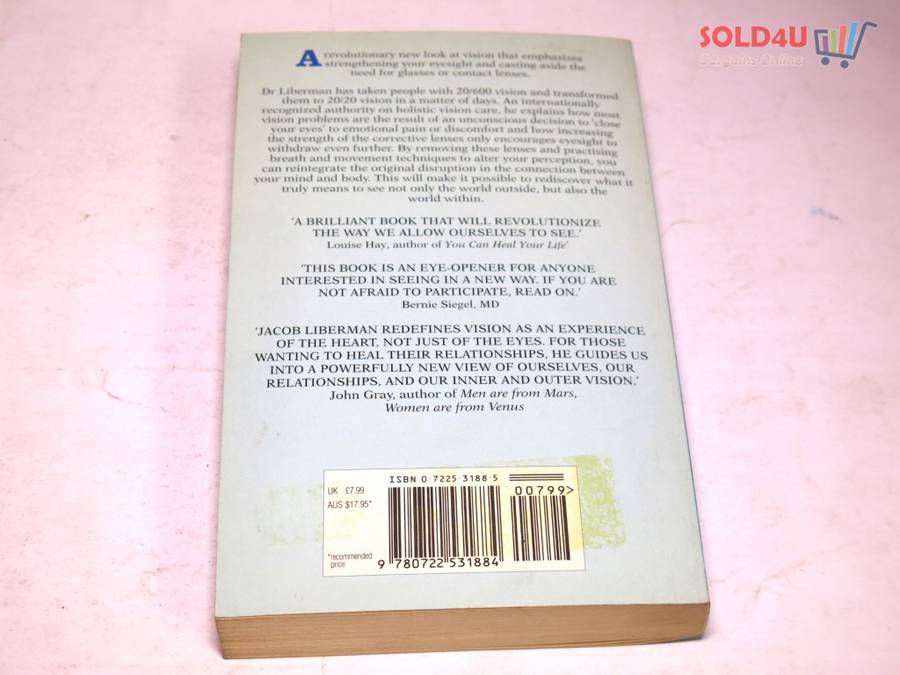 SOLD4U
Bargains Online
A revolutionary new look at vision that emphasizes
strengthening your eyesight and casting aside the
need for glasses or contact lenses.
Dr Liberman has taken people with 20/600 vision and transformed
them to 20/20 vision in a matter of days. An internationally
recognized authority on holistic vision care, he explains how most
vision problems are the result of an unconscious decision to 'close
your eyes' to emotional pain or discomfort and how increasing
the strength of the corrective lenses only encourages eyesight to
withdraw even further. By removing these lenses and practising
breath and movement techniques to alter your perception, you
can reintegrate the original disruption in the connection between
your mind and body. This will make it possible to rediscover what it
truly means to see not only the world outside, but also the
world within.
'A BRILLIANT BOOK THAT WILL REVOLUTIONIZE
THE WAY WE ALLOW OURSELVES TO SEE.'
Louise Hay, author of You Can Heal Your Life'
'THIS BOOK IS AN EYE-OPENER FOR ANYONE
INTERESTED IN SEEING IN A NEW WAY. IF YOU ARE
NOT AFRAID TO PARTICIPATE, READ ON.'
Bernie Siegel, MD
'JACOB LIBERMAN REDEFINES VISION AS AN EXPERIENCE
OF THE HEART, NOT JUST OF THE EYES. FOR THOSE
WANTING TO HEAL THEIR RELATIONSHIPS, HE GUIDES US
INTO A POWERFULLY NEW VIEW OF OURSELVES, OUR
RELATIONSHIPS, AND OUR INNER AND OUTER VISION.'
John Gray, author of Men are from Mars,
Women are from Venus
ISBN 0-7225-3188-5
UK £7.99
AUS $17.95*
*recommended
price
00799>
9 780722 531884